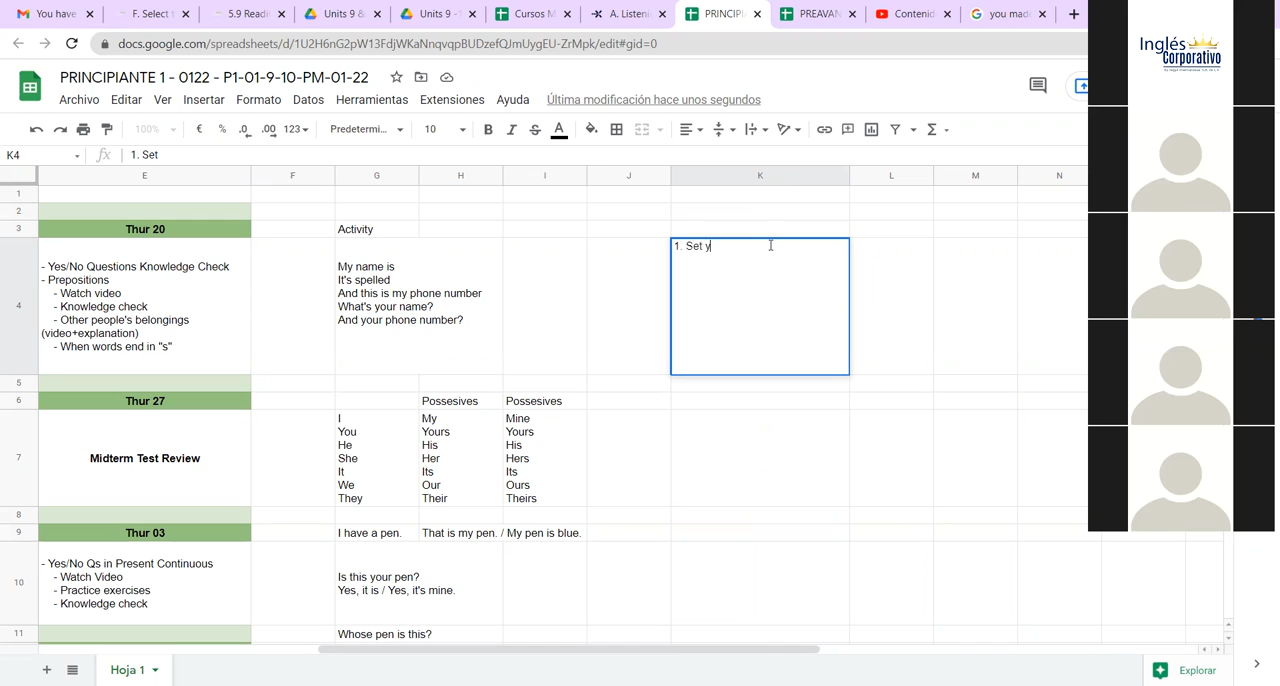 You have
F. Select t
5.9 Readi
Units 9 &
Units 9 -
Cursos M
A. Listeni
PRINCIPI
PREAVAN
Contenid
you made
docs.google.com/spreadsheets/d/1U2H6nG2pW13FdjWKaNnqvqpBUDzefQJmUygEU-ZrMpk/edit#gid=0
PRINCIPIANTE 1 - 0122 - P1-01-9-10-PM-01-22
Archivo Editar Ver Insertar Formato Datos Herramientas Extensiones Ayuda Última modificación hace unos segundos
100% € % .0 .00 123 Predetermi... 10 B I S A
K4 fx 1. Set
E F G H I J K L M N
1
2
3 Thur 20 Activity
4
- Yes/No Questions Knowledge Check
- Prepositions
- Watch video
- Knowledge check
- Other people's belongings
(video+explanation)
- When words end in "s"
My name is
It's spelled
And this is my phone number
What's your name?
And your phone number?
1. Set y
5
6 Thur 27 Possesives Possesives
7 Midterm Test Review
I My Mine
You Yours Yours
He His His
She Her Hers
It Its Its
We Our Ours
They Their Theirs
8
9 Thur 03 I have a pen. That is my pen. / My pen is blue.
10
- Yes/No Qs in Present Continuous
- Watch Video
- Practice exercises
- Knowledge check
Is this your pen?
Yes, it is / Yes, it's mine.
11 Whose pen is this?
Hoja 1
Explorar
Inglés
Corporativo